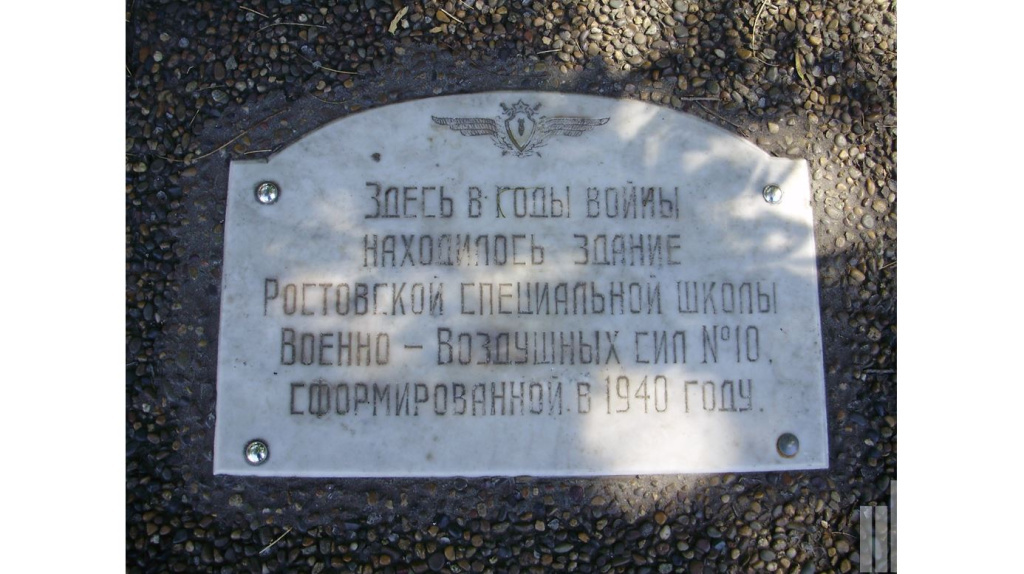 Здесь в годы войны
находилось здание
Ростовской специальной школы
Военно - Воздушных сил №10,
сформированной в 1940 году.